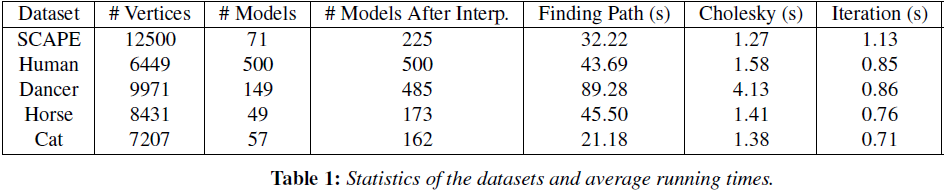 Dataset # Vertices # Models # Models After Interp. Finding Path (s) Cholesky (s) Iteration (s)
SCAPE 12500 71 225 32.22 1.27 1.13
Human 6449 500 500 43.69 1.58 0.85
Dancer 9971 149 485 89.28 4.13 0.86
Horse 8431 49 173 45.50 1.41 0.76
Cat 7207 57 162 21.18 1.38 0.71
Table 1: Statistics of the datasets and average running times.